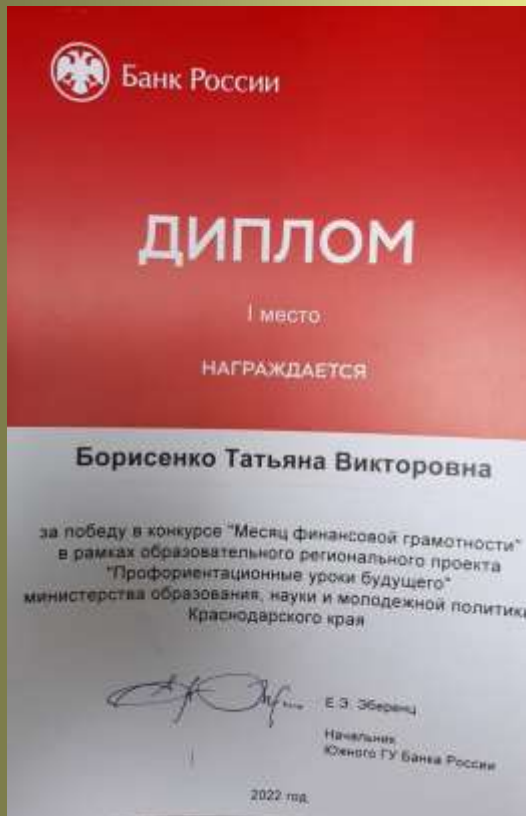 Банк России
ДИПЛОМ
I место
НАГРАЖДАЕТСЯ
Борисенко Татьяна Викторовна
за победу в конкурсе "Месяц финансовой грамотности"
в рамках образовательного регионального проекта
"Профориентационные уроки будущего"
министерства образования, науки и молодежной политики
Краснодарского края
Е.Э. Эберенц
Начальник
Южного ГУ Банка России
2022 год